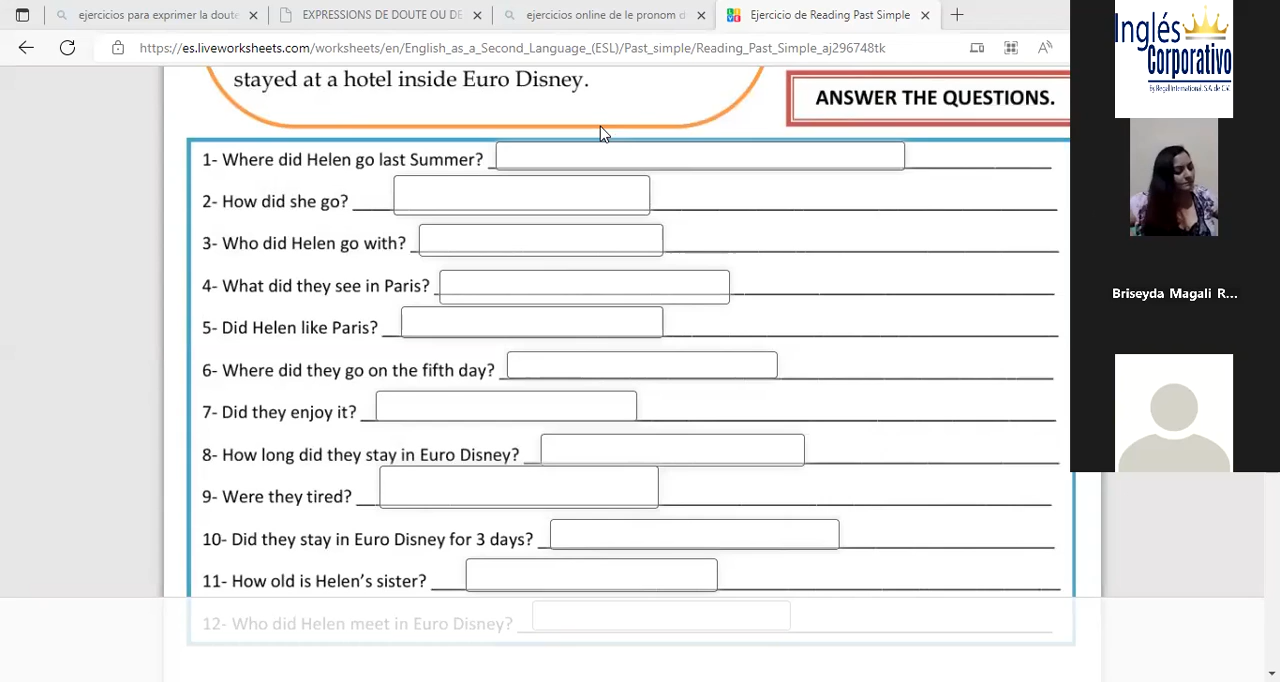 ejercicios para exprimer la doute
EXPRESSIONS DE DOUTE OU DE
ejercicios online de le pronom d
Ejercicio de Reading Past Simple
https://es.liveworksheets.com/worksheets/en/English_as_a_Second_Language_(ESL)/Past_simple/Reading_Past_Simple_aj296748tk
stayed at a hotel inside Euro Disney.
ANSWER THE QUESTIONS.
1- Where did Helen go last Summer?
2- How did she go?
3- Who did Helen go with?
4- What did they see in Paris?
5- Did Helen like Paris?
6- Where did they go on the fifth day?
7- Did they enjoy it?
8- How long did they stay in Euro Disney?
9- Were they tired?
10- Did they stay in Euro Disney for 3 days?
11- How old is Helen's sister?
12- Who did Helen meet in Euro Disney?
Inglés
Corporativo
By Regal International, S.A. de C.V.
Briseyda Magali R...